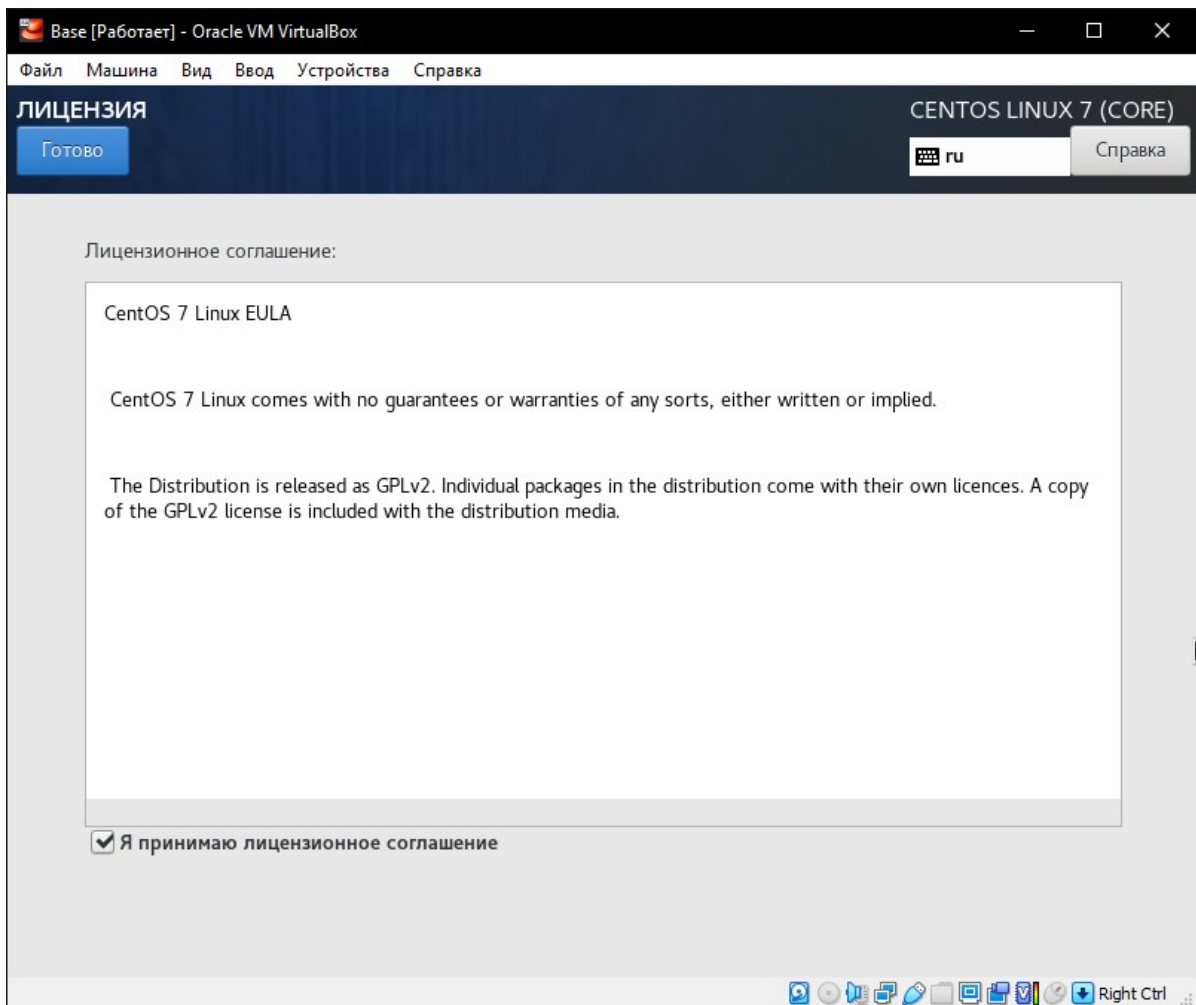 Base [Работает] - Oracle VM VirtualBox
Файл Машина Вид Ввод Устройства Справка
ЛИЦЕНЗИЯ
CENTOS LINUX 7 (CORE)
Готово
ru
Справка
Лицензионное соглашение:
CentOS 7 Linux EULA
CentOS 7 Linux comes with no guarantees or warranties of any sorts, either written or implied.
The Distribution is released as GPLv2. Individual packages in the distribution come with their own licences. A copy
of the GPLv2 license is included with the distribution media.
Я принимаю лицензионное соглашение
Right Ctrl